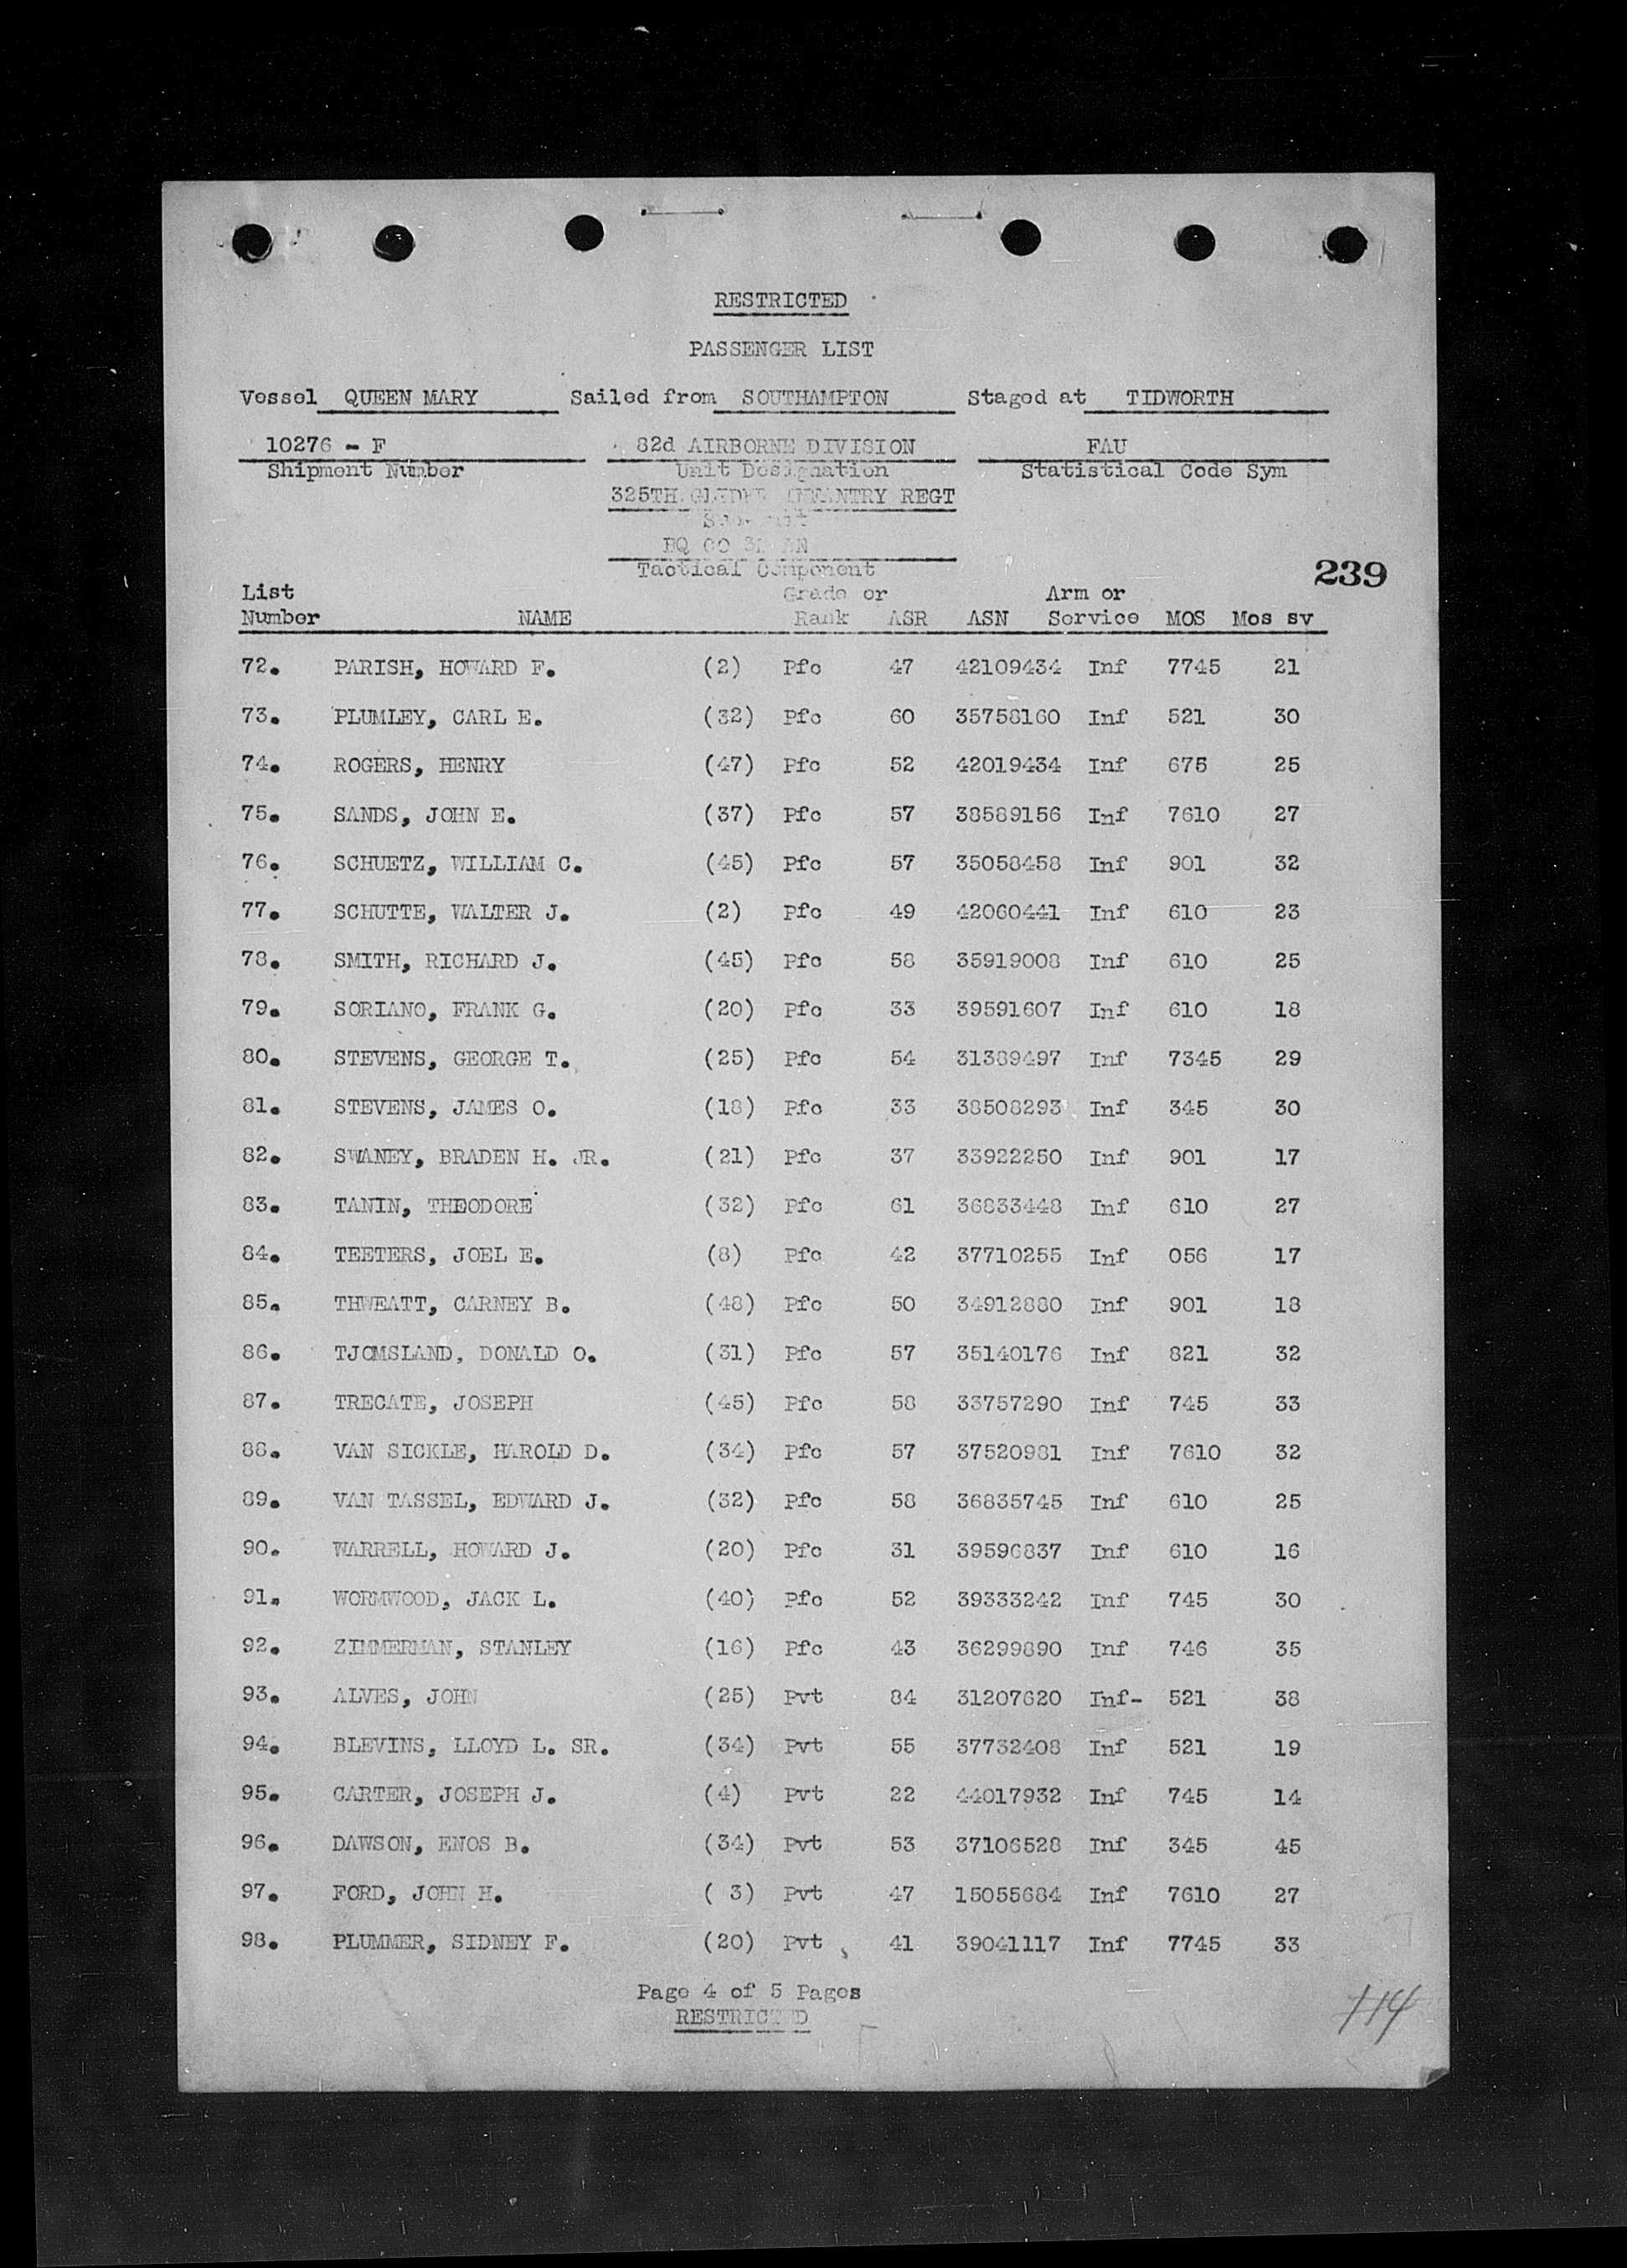 RESTRICTED
PASSENGER LIST
Vessel QUEEN MARY Sailed from SOUTHAMPTON Staged at TIDWORTH
10276 - F 82d AIRBORNE DIVISION FAU
Shipment Number Unit Designation Statistical Code Sym
325TH GLIDER INFANTRY REGT
HQ CO
Tactical Component
239
List Grade or Arm or
Number NAME Rank ASR ASN Service MOS Mos sv
72. PARISH, HOWARD F. (2) Pfc 47 42109434 Inf 7745 21
73. PLUMLEY, CARL E. (32) Pfc 60 35758160 Inf 521 30
74. ROGERS, HENRY (47) Pfc 52 42019434 Inf 675 25
75. SANDS, JOHN E. (37) Pfc 57 38589156 Inf 7610 27
76. SCHUETZ, WILLIAM C. (45) Pfc 57 35058458 Inf 901 32
77. SCHUTTE, WALTER J. (2) Pfc 49 42060441 Inf 610 23
78. SMITH, RICHARD J. (45) Pfc 58 35919008 Inf 610 25
79. SORIANO, FRANK G. (20) Pfc 33 39591607 Inf 610 18
80. STEVENS, GEORGE T. (25) Pfc 54 31389497 Inf 7345 29
81. STEVENS, JAMES O. (18) Pfc 33 38508293 Inf 345 30
82. SWANEY, BRADEN H. JR. (21) Pfc 37 33922250 Inf 901 17
83. TANIN, THEODORE (32) Pfc 61 36833448 Inf 610 27
84. TEETERS, JOEL E. (8) Pfc 42 37710255 Inf 056 17
85. THWEATT, CARNEY B. (48) Pfc 50 34912880 Inf 901 18
86. TJOMSLAND, DONALD O. (31) Pfc 57 35140176 Inf 821 32
87. TRECATE, JOSEPH (45) Pfc 58 33757290 Inf 745 33
88. VAN SICKLE, HAROLD D. (34) Pfc 57 37520981 Inf 7610 32
89. VAN TASSEL, EDWARD J. (32) Pfc 58 36835745 Inf 610 25
90. WARRELL, HOWARD J. (20) Pfc 31 39596837 Inf 610 16
91. WORMWOOD, JACK L. (40) Pfc 52 39333242 Inf 745 30
92. ZIMMERMAN, STANLEY (16) Pfc 43 36299890 Inf 746 35
93. ALVES, JOHN (25) Pvt 84 31207620 Inf- 521 38
94. BLEVINS, LLOYD L. SR. (34) Pvt 55 37732408 Inf 521 19
95. CARTER, JOSEPH J. (4) Pvt 22 44017932 Inf 745 14
96. DAWSON, ENOS B. (34) Pvt 53 37106528 Inf 345 45
97. FORD, JOHN H. ( 3) Pvt 47 15055684 Inf 7610 27
98. PLUMMER, SIDNEY F. (20) Pvt 41 39041117 Inf 7745 33
Page 4 of 5 Pages
RESTRICTED
114